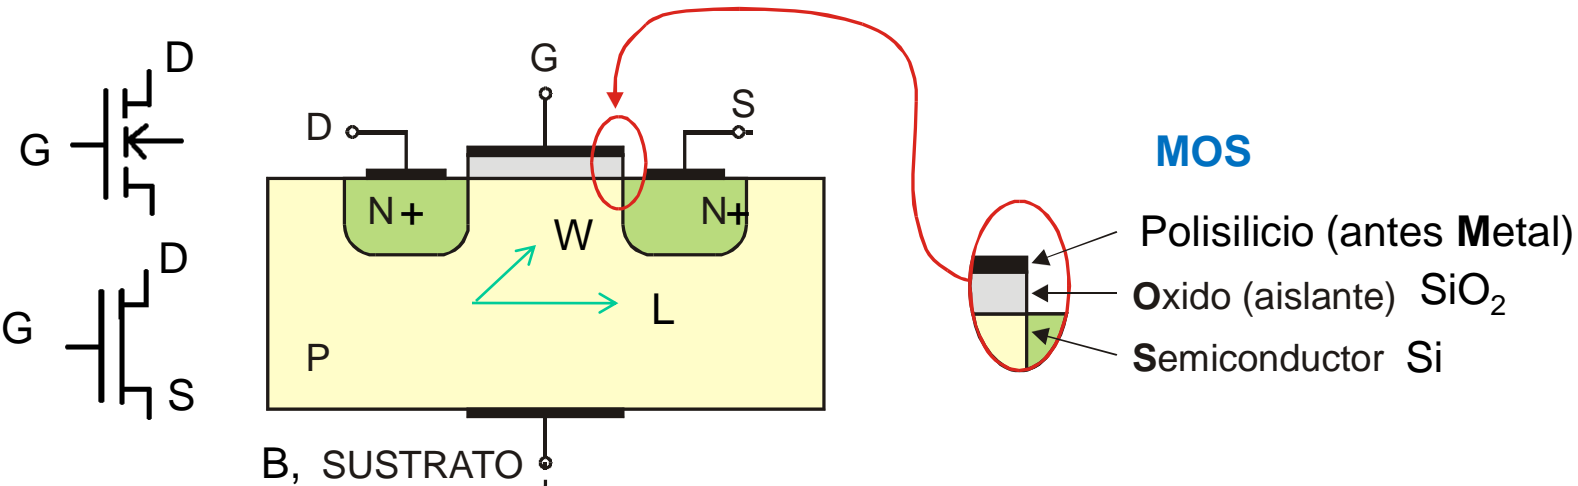 D
G
D
G
S
G
D
S
N+
N+
W
L
P
B, SUSTRATO
MOS
Polisilicio (antes Metal)
Oxido (aislante) SiO₂
Semiconductor Si